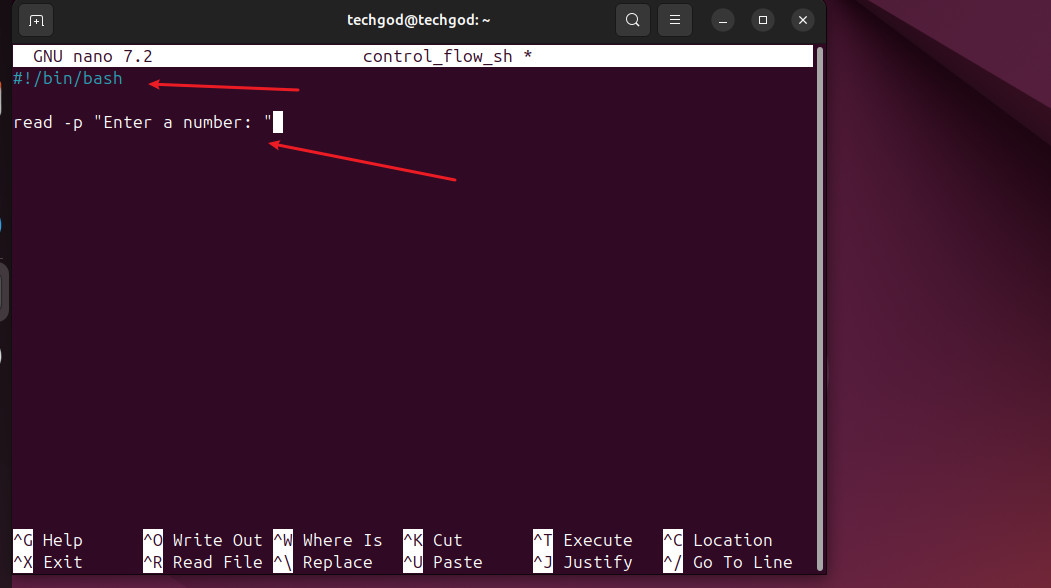 techgod@techgod: ~
GNU nano 7.2 control_flow_sh *
#!/bin/bash
read -p "Enter a number: "
^G Help ^O Write Out ^W Where Is ^K Cut ^T Execute ^C Location
^X Exit ^R Read File ^\ Replace ^U Paste ^J Justify ^/ Go To Line